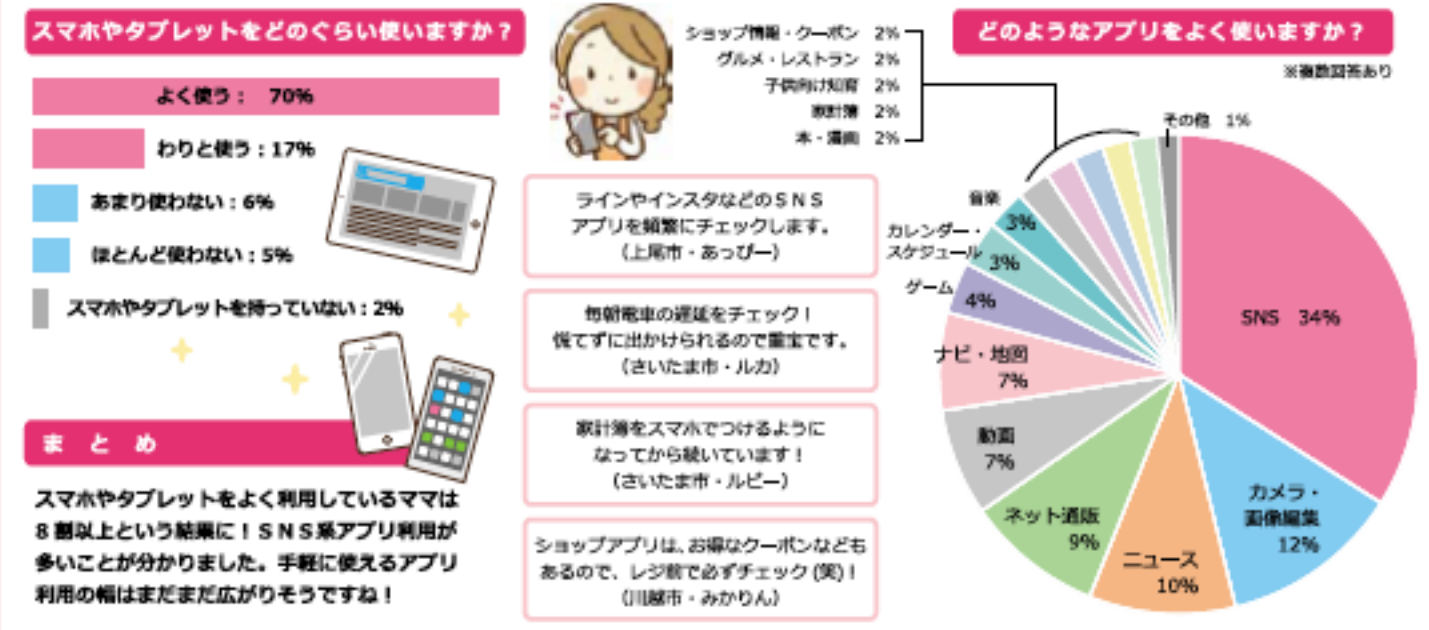 スマホやタブレットをどのぐらい使いますか？
よく使う： 70%
わりと使う：17%
あまり使わない：6%
ほとんど使わない：5%
スマホやタブレットを持っていない：2%
まとめ
スマホやタブレットをよく利用しているママは
8割以上という結果に！ＳＮＳ系アプリ利用が
多いことが分かりました。手軽に使えるアプリ
利用の幅はまだまだ広がりそうですね！
ラインやインスタなどのＳＮＳ
アプリを頻繁にチェックします。
（上尾市・あっぴー）
毎朝電車の遅延をチェック！
慌てずに出かけられるので重宝です。
（さいたま市・ルカ）
家計簿をスマホでつけるように
なってから続いています！
（さいたま市・ルビー）
ショップアプリは、お得なクーポンなども
あるので、レジ前で必ずチェック(笑)！
（川越市・みかりん）
どのようなアプリをよく使いますか？
※複数回答あり
ショップ情報・クーポン 2%
グルメ・レストラン 2%
子供向け知育 2%
家計簿 2%
本・漫画 2%
その他 1%
音楽
3%
カレンダー・
スケジュール
3%
ゲーム
4%
ナビ・地図
7%
動画
7%
ネット通販
9%
ニュース
10%
カメラ・
画像編集
12%
SNS 34%